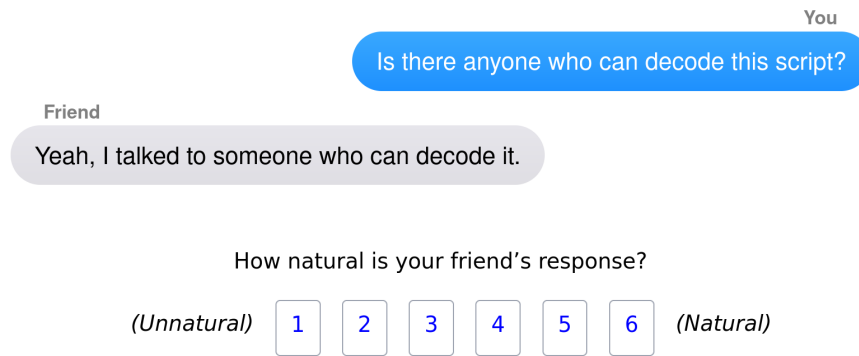 You
Is there anyone who can decode this script?
Friend
Yeah, I talked to someone who can decode it.
How natural is your friend’s response?
(Unnatural) 1 2 3 4 5 6 (Natural)